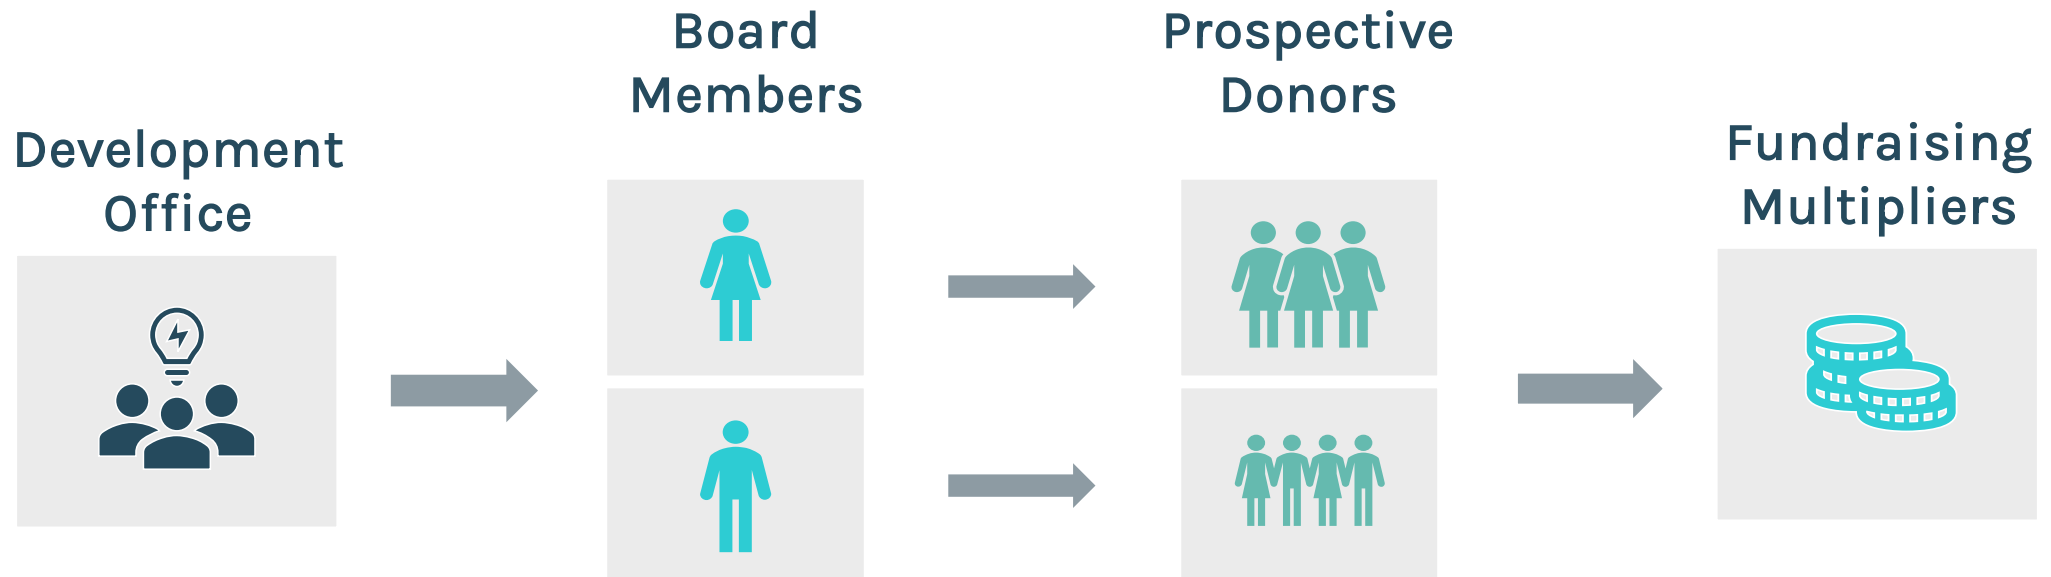 Development
Office
Board
Members
Prospective
Donors
Fundraising
Multipliers